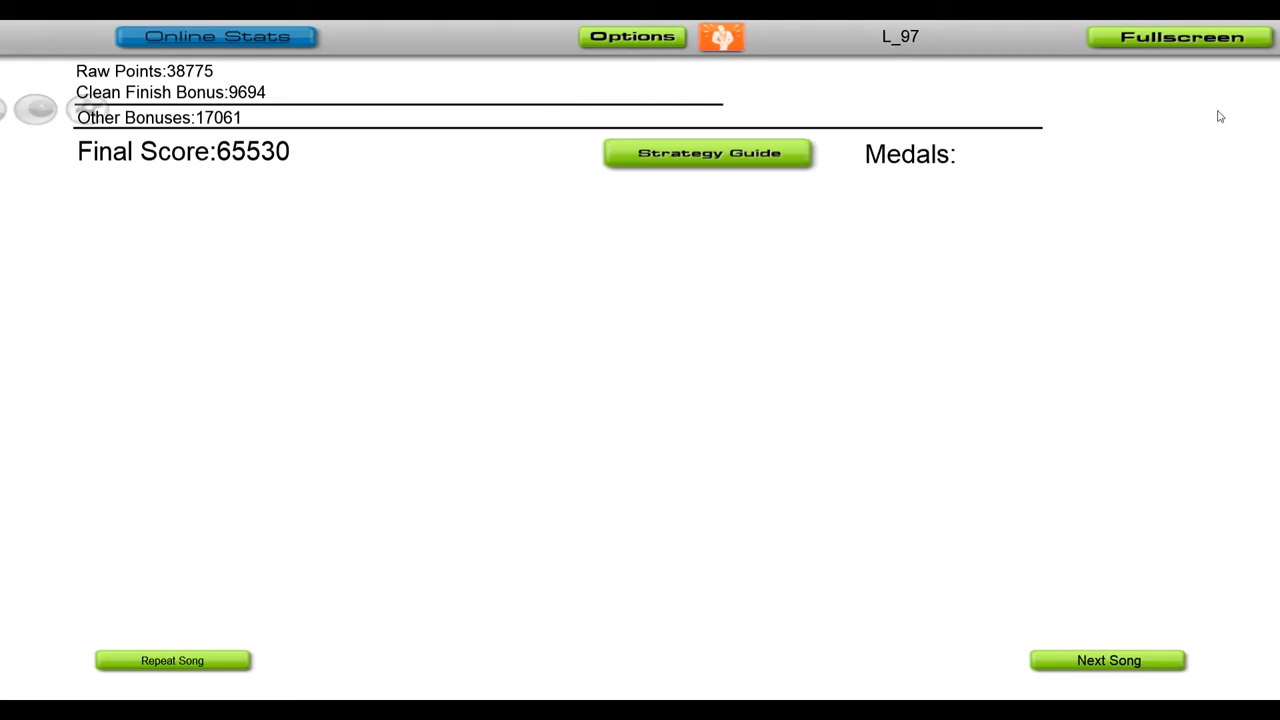 Online Stats
Options
L_97
Fullscreen
Raw Points:38775
Clean Finish Bonus:9694
Other Bonuses:17061
Final Score:65530
Strategy Guide
Medals:
Repeat Song
Next Song